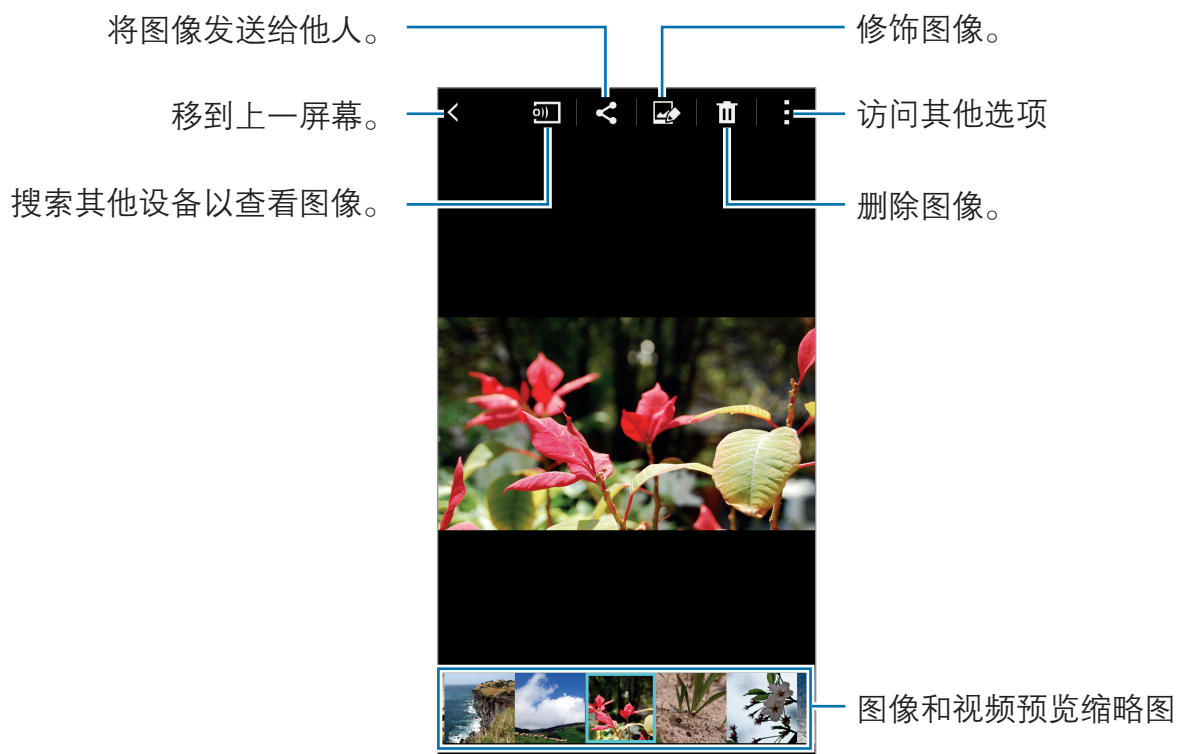 将图像发送给他人。
修饰图像。
移到上一屏幕。
访问其他选项
搜索其他设备以查看图像。
删除图像。
图像和视频预览缩略图